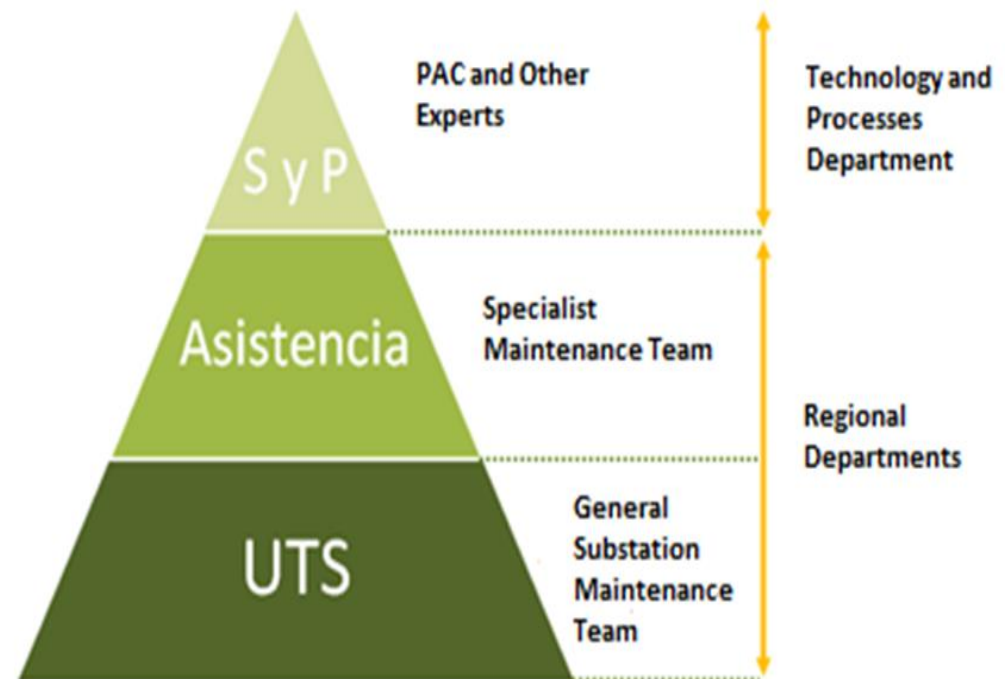 S y P
PAC and Other
Experts
Technology and
Processes
Department
Asistencia
Specialist
Maintenance Team
Regional
Departments
UTS
General
Substation
Maintenance
Team